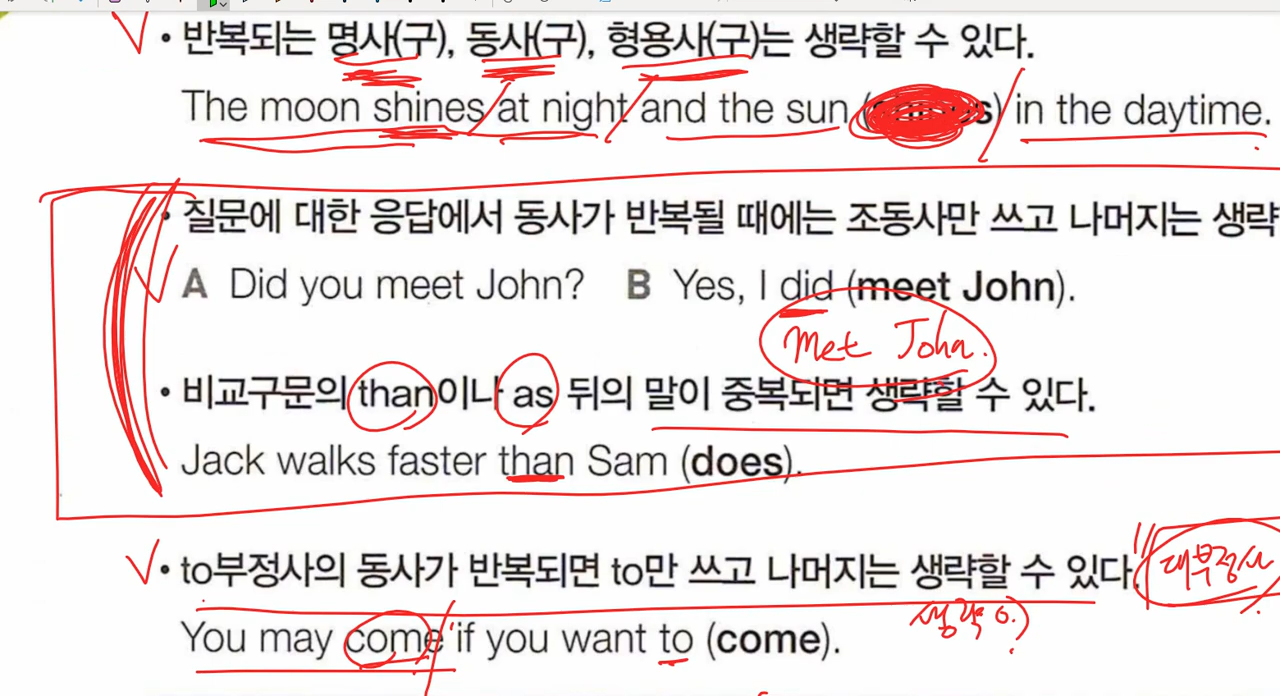 • 반복되는 명사(구), 동사(구), 형용사(구)는 생략할 수 있다.
The moon shines at night and the sun ( s) in the daytime.
• 질문에 대한 응답에서 동사가 반복될 때에는 조동사만 쓰고 나머지는 생략
A Did you meet John? B Yes, I did (meet John).
Met John.
• 비교구문의 than이나 as 뒤의 말이 중복되면 생략할 수 있다.
Jack walks faster than Sam (does).
• to부정사의 동사가 반복되면 to만 쓰고 나머지는 생략할 수 있다.
대부정사
생략
You may come if you want to (come).